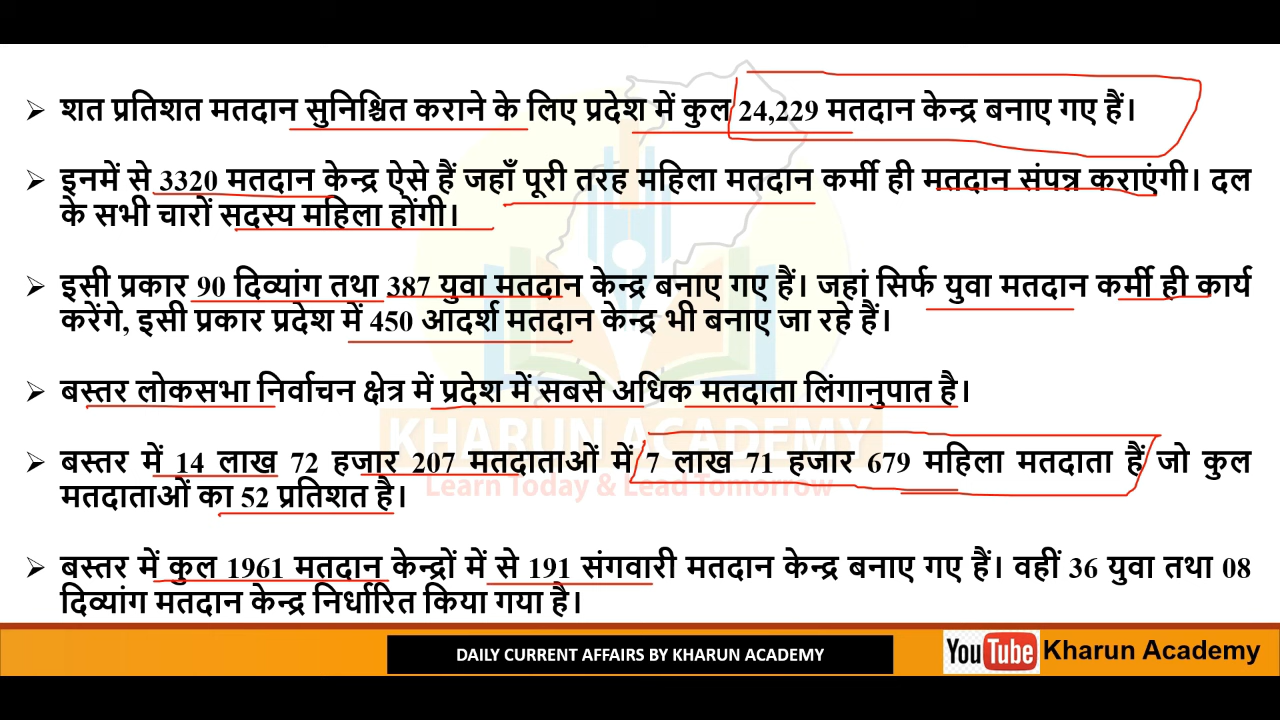 ➢ शत प्रतिशत मतदान सुनिश्चित कराने के लिए प्रदेश में कुल 24,229 मतदान केन्द्र बनाए गए हैं।
➢ इनमें से 3320 मतदान केन्द्र ऐसे हैं जहाँ पूरी तरह महिला मतदान कर्मी ही मतदान संपन्न कराएंगी। दल
के सभी चारों सदस्य महिला होंगी।
➢ इसी प्रकार 90 दिव्यांग तथा 387 युवा मतदान केन्द्र बनाए गए हैं। जहां सिर्फ युवा मतदान कर्मी ही कार्य
करेंगे, इसी प्रकार प्रदेश में 450 आदर्श मतदान केन्द्र भी बनाए जा रहे हैं।
➢ बस्तर लोकसभा निर्वाचन क्षेत्र में प्रदेश में सबसे अधिक मतदाता लिंगानुपात है।
KHARUN ACADEMY
➢ बस्तर में 14 लाख 72 हजार 207 मतदाताओं में 7 लाख 71 हजार 679 महिला मतदाता हैं जो कुल
Learn Today & Lead Tomorrow
मतदाताओं का 52 प्रतिशत है।
➢ बस्तर में कुल 1961 मतदान केन्द्रों में से 191 संगवारी मतदान केन्द्र बनाए गए हैं। वहीं 36 युवा तथा 08
दिव्यांग मतदान केन्द्र निर्धारित किया गया है।
DAILY CURRENT AFFAIRS BY KHARUN ACADEMY
YouTube Kharun Academy